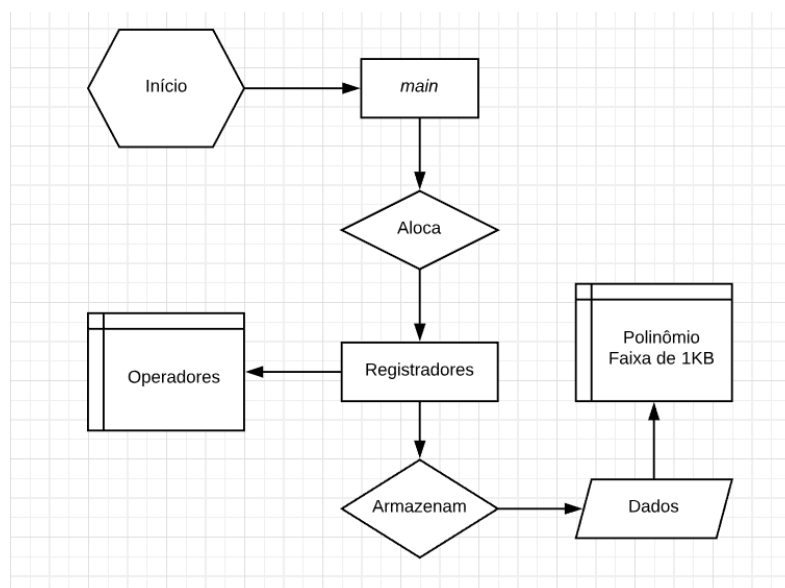 Início
main
Aloca
Polinômio
Faixa de 1KB
Operadores
Registradores
Armazenam
Dados